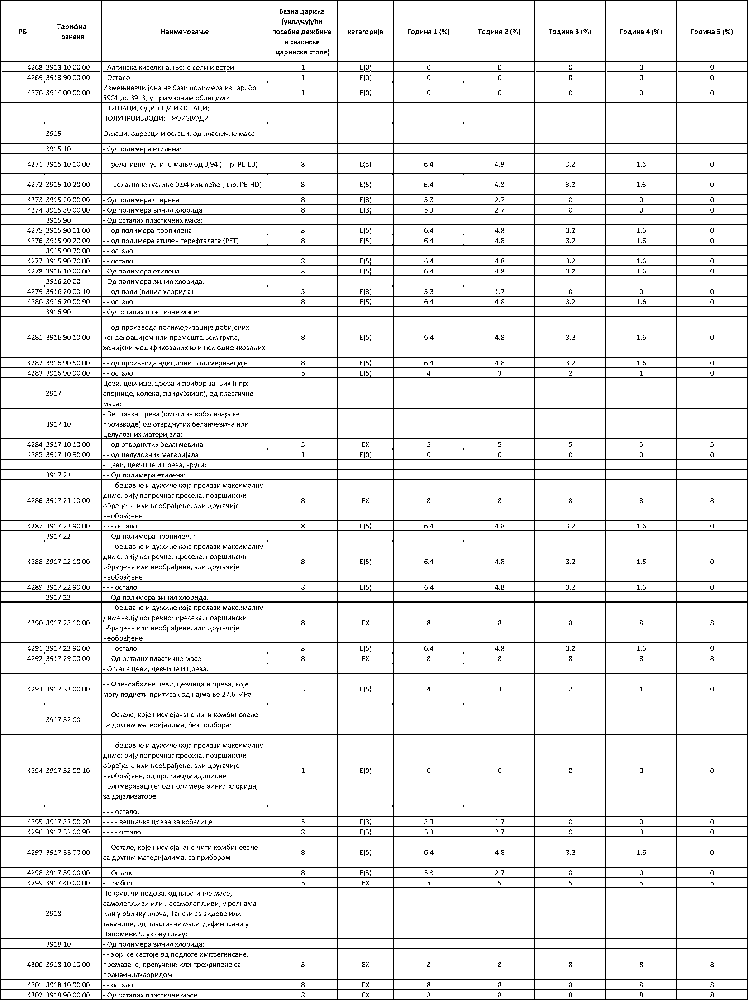 РБ Тарифна ознака Наименовање Базна царина (укључујући посебне дажбине и сезонске царинске стопе) категорија Година 1 (%) Година 2 (%) Година 3 (%) Година 4 (%) Година 5 (%)
4268 3913 10 00 00 - Алгинска киселина, њене соли и естри 1 E(0) 0 0 0 0 0
4269 3913 90 00 00 - Остало 1 E(0) 0 0 0 0 0
Измењивачи јона на бази полимера из тар. бр.
4270 3914 00 00 00 3901 до 3913, у примарним облицима 1 E(0) 0 0 0 0 0
II ОТПАЦИ, ОДРЕСЦИ И ОСТАЦИ;
ПОЛУПРОИЗВОДИ; ПРОИЗВОДИ
3915 Отпаци, одресци и остаци, од пластичне масе:
3915 10 - Од полимера етилена:
4271 3915 10 10 00 - - релативне густине мање од 0,94 (нпр. PE-LD) 8 E(5) 6.4 4.8 3.2 1.6 0
4272 3915 10 20 00 - - релативне густине 0,94 или веће (нпр. PE-HD) 8 E(5) 6.4 4.8 3.2 1.6 0
4273 3915 20 00 00 - Од полимера стирена 8 E(3) 5.3 2.7 0 0 0
4274 3915 30 00 00 - Од полимера винил хлорида 8 E(3) 5.3 2.7 0 0 0
3915 90 - Од осталих пластичних маса:
4275 3915 90 11 00 - - од полимера пропилена 8 E(5) 6.4 4.8 3.2 1.6 0
4276 3915 90 20 00 - - од полимера етилен терефталата (PET) 8 E(5) 6.4 4.8 3.2 1.6 0
3915 90 70 00 - - остало
4277 3915 90 70 00 - - остало 8 E(5) 6.4 4.8 3.2 1.6 0
4278 3916 10 00 00 - Од полимера етилена 8 E(5) 6.4 4.8 3.2 1.6 0
3916 20 00 - Од полимера винил хлорида:
4279 3916 20 00 10 - - од поли (винил хлорида) 5 E(3) 3.3 1.7 0 0 0
4280 3916 20 00 90 - - остало 8 E(5) 6.4 4.8 3.2 1.6 0
3916 90 - Од осталих пластичне масе:
- - од производа полимеризације добијених
4281 3916 90 10 00 кондензацијом или премештањем група, 8 E(5) 6.4 4.8 3.2 1.6 0
хемијски модификованих или немодификованих
4282 3916 90 50 00 - - од производа адиционе полимеризације 8 E(5) 6.4 4.8 3.2 1.6 0
4283 3916 90 90 00 - - остало 5 E(5) 4 3 2 1 0
Цеви, цевчице, црева и прибор за њих (нпр:
3917 спојнице, колена, прирубнице), од пластичне
масе:
- Вештачка црева (омоти за кобасичарске
3917 10 производе) од отврднутих беланчевина или
целулозних материјала:
4284 3917 10 10 00 - - од отврднутих беланчевина 5 EX 5 5 5 5 5
4285 3917 10 90 00 - - од целулозних материјала 1 E(0) 0 0 0 0 0
- Цеви, цевчице и црева, крути:
3917 21 - - Од полимера етилена:
- - - бешавне и дужине која прелази максималну
димензију попречног пресека, површински
4286 3917 21 10 00 обрађене или необрађене, али другачије 8 EX 8 8 8 8 8
необрађене
4287 3917 21 90 00 - - - остало 8 E(5) 6.4 4.8 3.2 1.6 0
3917 22 - - Од полимера пропилена:
- - - бешавне и дужине која прелази максималну
димензију попречног пресека, површински
4288 3917 22 10 00 обрађене или необрађене, али другачије 8 E(5) 6.4 4.8 3.2 1.6 0
необрађене
4289 3917 22 90 00 - - - остало 8 E(5) 6.4 4.8 3.2 1.6 0
3917 23 - - Од полимера винил хлорида:
- - - бешавне и дужине која прелази максималну
димензију попречног пресека, површински
4290 3917 23 10 00 обрађене или необрађене, али другачије 8 EX 8 8 8 8 8
необрађене
4291 3917 23 90 00 - - - остало 8 E(5) 6.4 4.8 3.2 1.6 0
4292 3917 29 00 00 - - Од осталих пластичне масе 8 EX 8 8 8 8 8
- Остале цеви, цевчице и црева:
- - Флексибилне цеви, цевчица и црева, које
4293 3917 31 00 00 могу поднети притисак од најмање 27,6 MPa 5 E(5) 4 3 2 1 0
3917 32 00 - - Остале, које нису ојачане нити комбиноване
са другим материјалима, без прибора:
- - - бешавне и дужине која прелази максималну
димензију попречног пресека, површински
обрађене или необрађене, али другачије
4294 3917 32 00 10 необрађене, од производа адиционе 1 E(0) 0 0 0 0 0
полимеризације: од полимера винил хлорида,
за дијализаторе
- - - остало:
4295 3917 32 00 20 - - - - вештачка црева за кобасице 5 E(3) 3.3 1.7 0 0 0
4296 3917 32 00 90 - - - - остало 8 E(3) 5.3 2.7 0 0 0
- - Остале, које нису ојачане нити комбиноване
4297 3917 33 00 00 са другим материјалима, са прибором 8 E(5) 6.4 4.8 3.2 1.6 0
4298 3917 39 00 00 - - Остале 8 E(3) 5.3 2.7 0 0 0
4299 3917 40 00 00 - Прибор 5 EX 5 5 5 5 5
Покривачи подова, од пластичне масе,
самолепљиви или несамолепљиви, у ролнама
3918 или у облику плоча; Тапети за зидове или
таванице, од пластичне масе, дефинисани у
Напомени 9. уз ову главу:
3918 10 - Од полимера винил хлорида:
- - који се састоје од подлоге импрегнисане,
4300 3918 10 10 00 премазане, превучене или прекривене са 8 EX 8 8 8 8 8
поливинилхлоридом
4301 3918 10 90 00 - - остало 8 EX 8 8 8 8 8
4302 3918 90 00 00 - Од осталих пластичне масе 8 EX 8 8 8 8 8